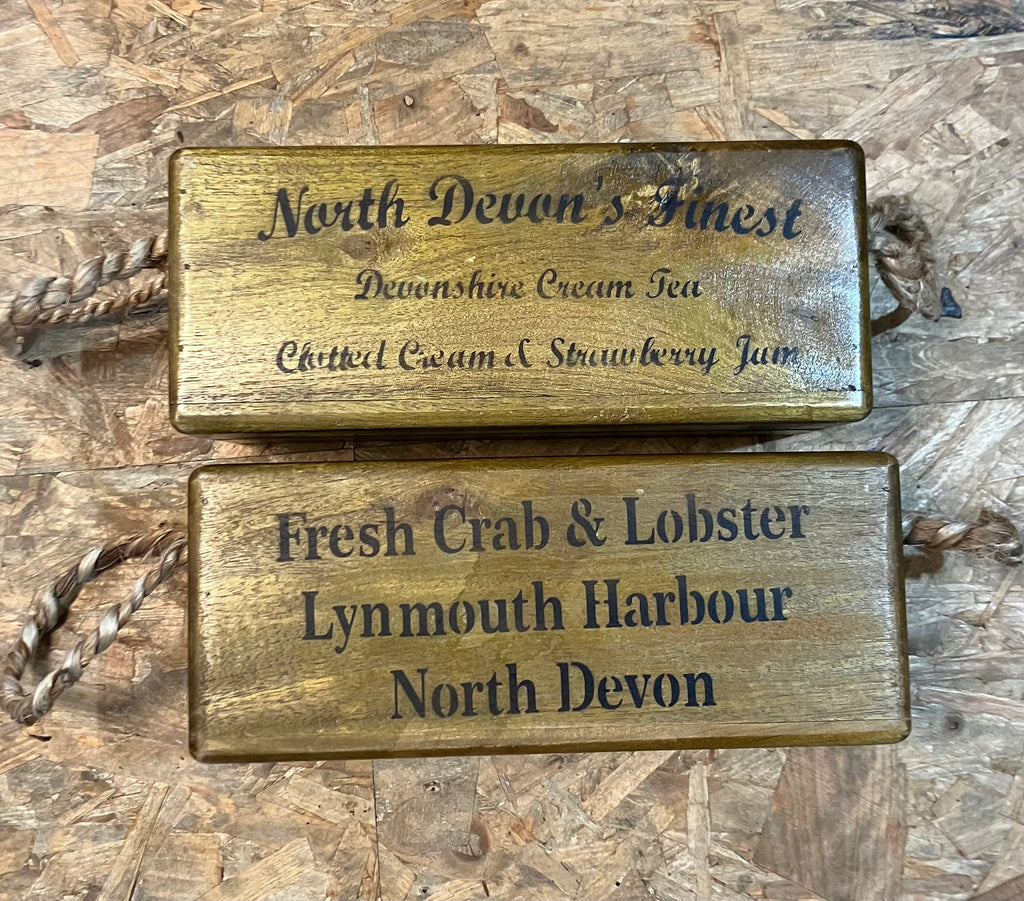 North Devon's Finest
Devonshire Cream Tea
Clotted Cream & Strawberry Jam
Fresh Crab & Lobster
Lynmouth Harbour
North Devon